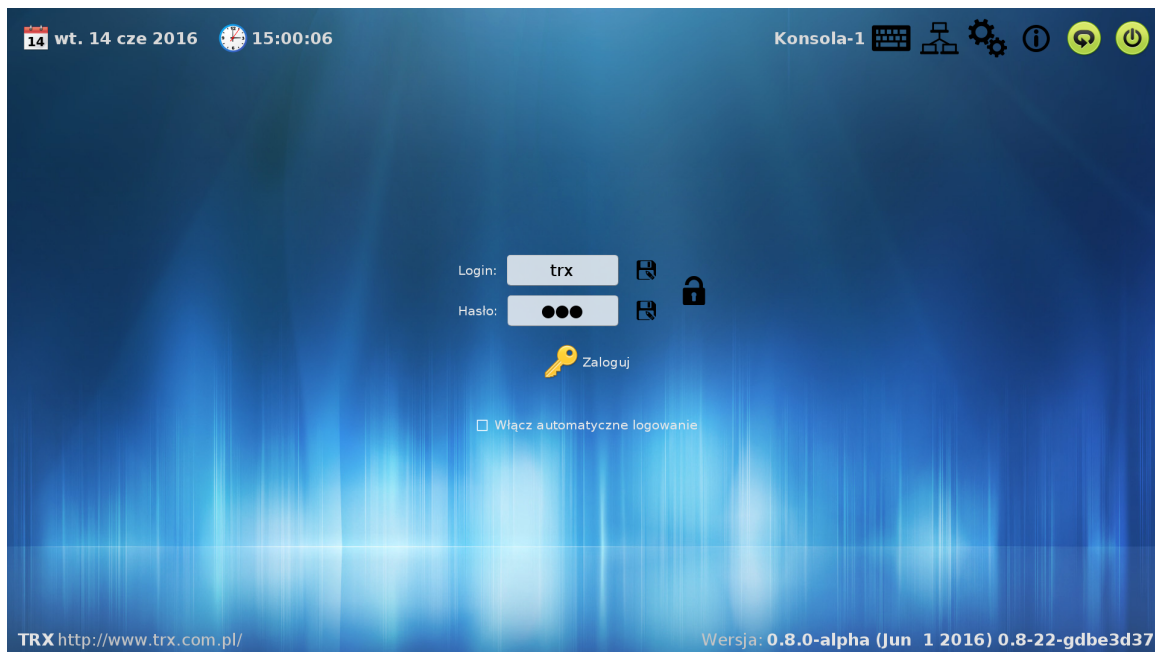 14 wt. 14 cze 2016 15:00:06 Konsola-1
Login: trx
Hasło: ●●●
Zaloguj
Włącz automatyczne logowanie
TRX http://www.trx.com.pl/ Wersja: 0.8.0-alpha (Jun 1 2016) 0.8-22-gdbe3d37